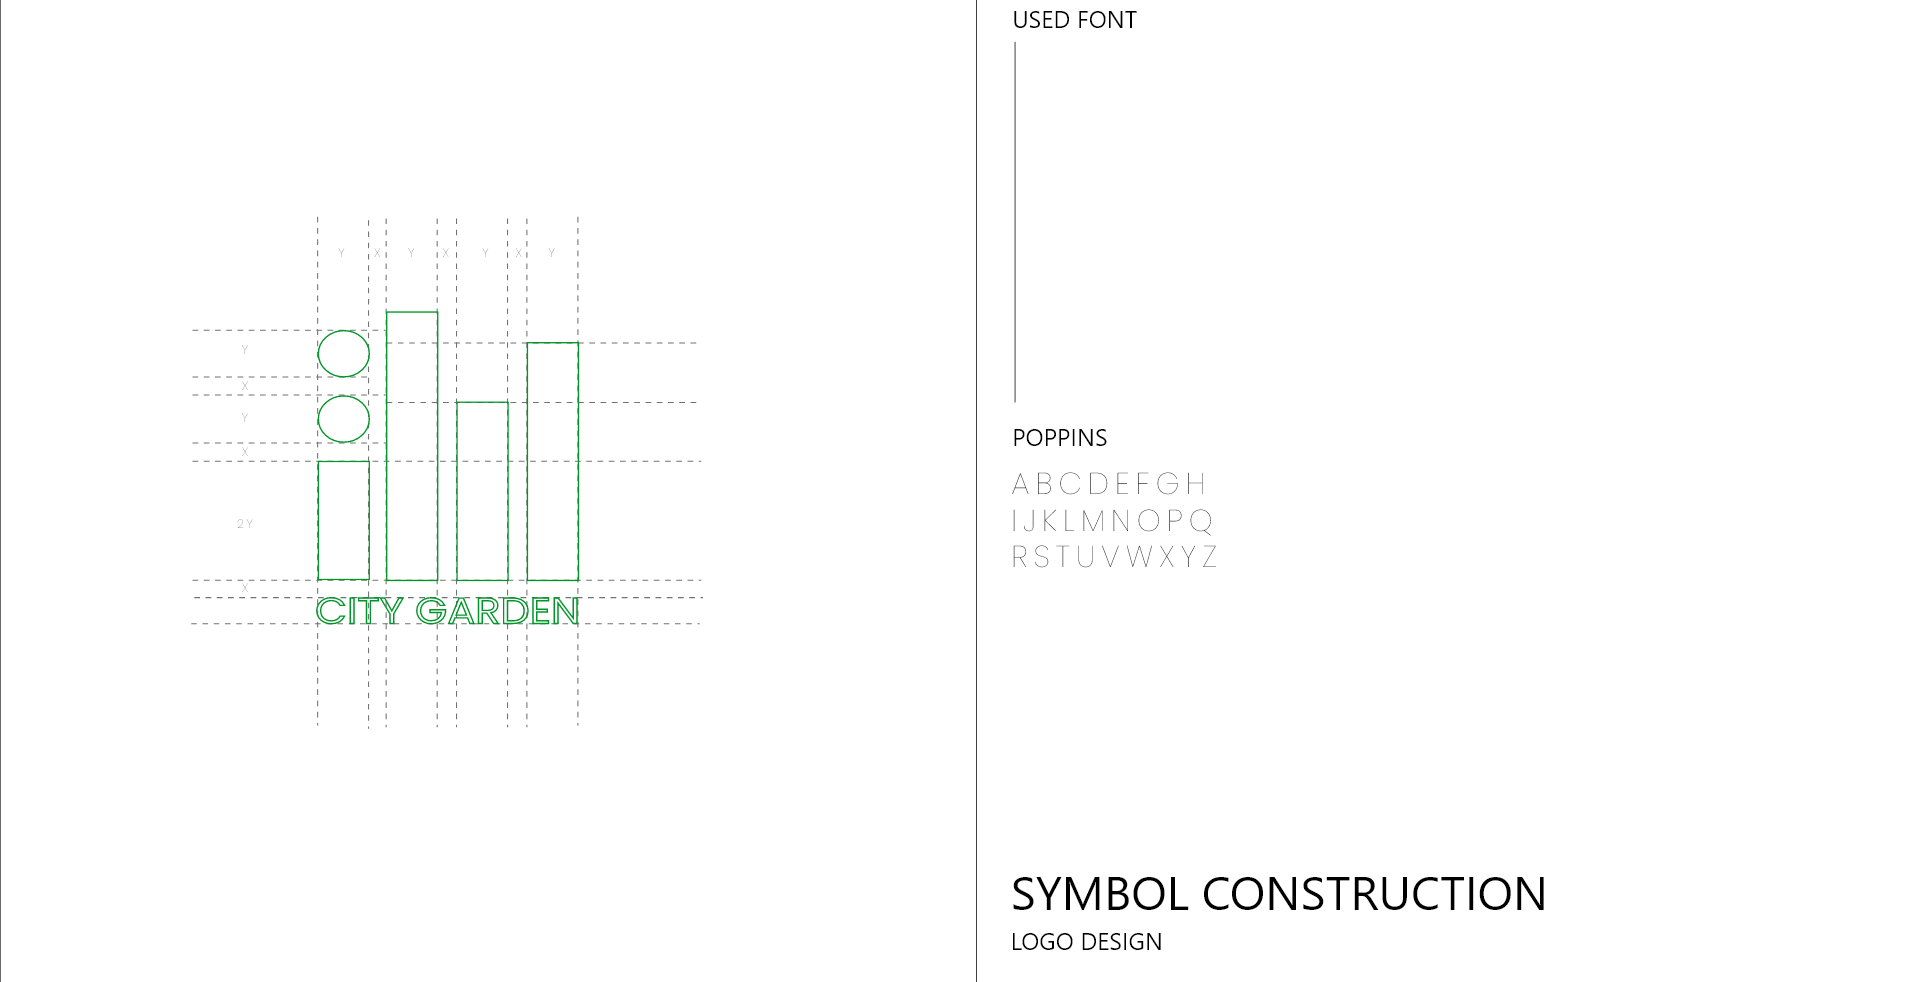 Y X Y X Y X Y
Y
X
Y
X
2Y
X
CITY GARDEN
USED FONT
POPPINS
ABCDEFGH
IJKLMNOPQ
RSTUVWXYZ
SYMBOL CONSTRUCTION
LOGO DESIGN